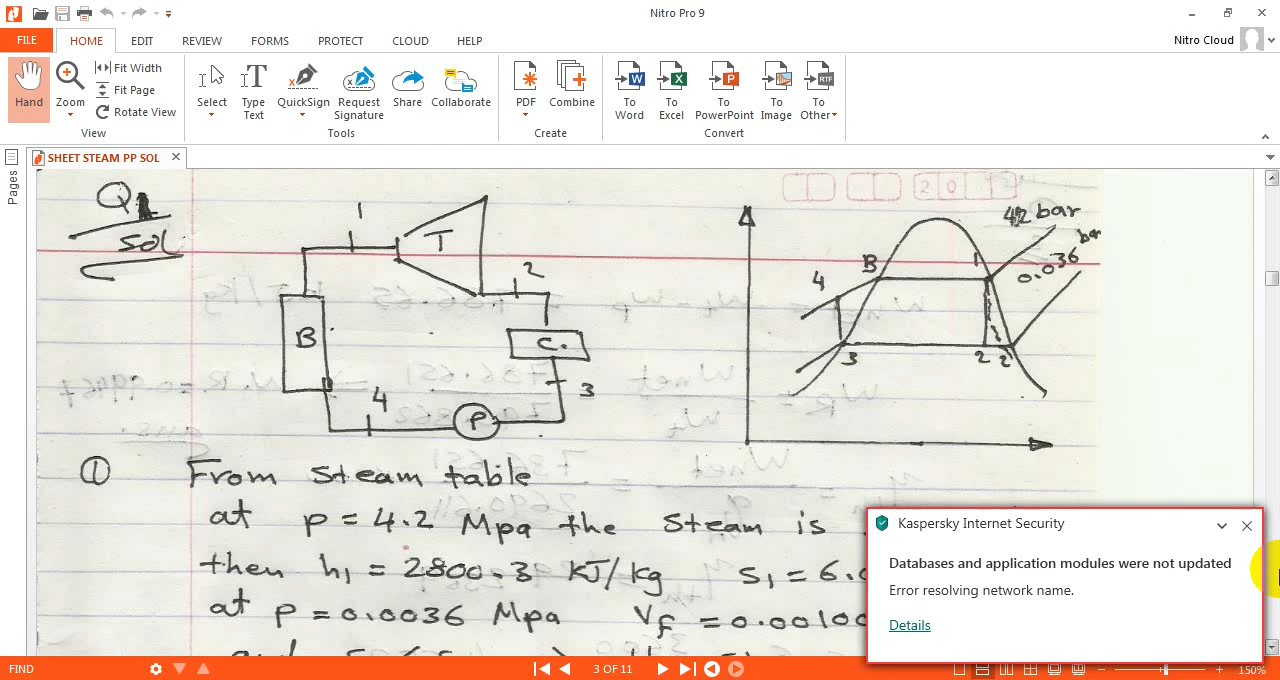 Nitro Pro 9
FILE HOME EDIT REVIEW FORMS PROTECT CLOUD HELP
Nitro Cloud
Hand
Zoom
Fit Width
Fit Page
Rotate View
View
Select
Type Text
QuickSign
Request Signature
Share
Collaborate
Tools
PDF
Combine
Create
To Word
To Excel
To PowerPoint
To Image
To Other
Convert
Pages
SHEET STEAM PP SOL
Q1
Sol
1
T
2
B
C.
3
4
P
20
42 bar
0.036 bar
B
1
4
3
2
2'
① From steam table
at p = 4.2 Mpa the steam is
then h1 = 2800.3 kJ/kg s1 = 6.0
at p = 0.0036 Mpa Vf = 0.00100
Kaspersky Internet Security
Databases and application modules were not updated
Error resolving network name.
Details
FIND
3 OF 11
150%